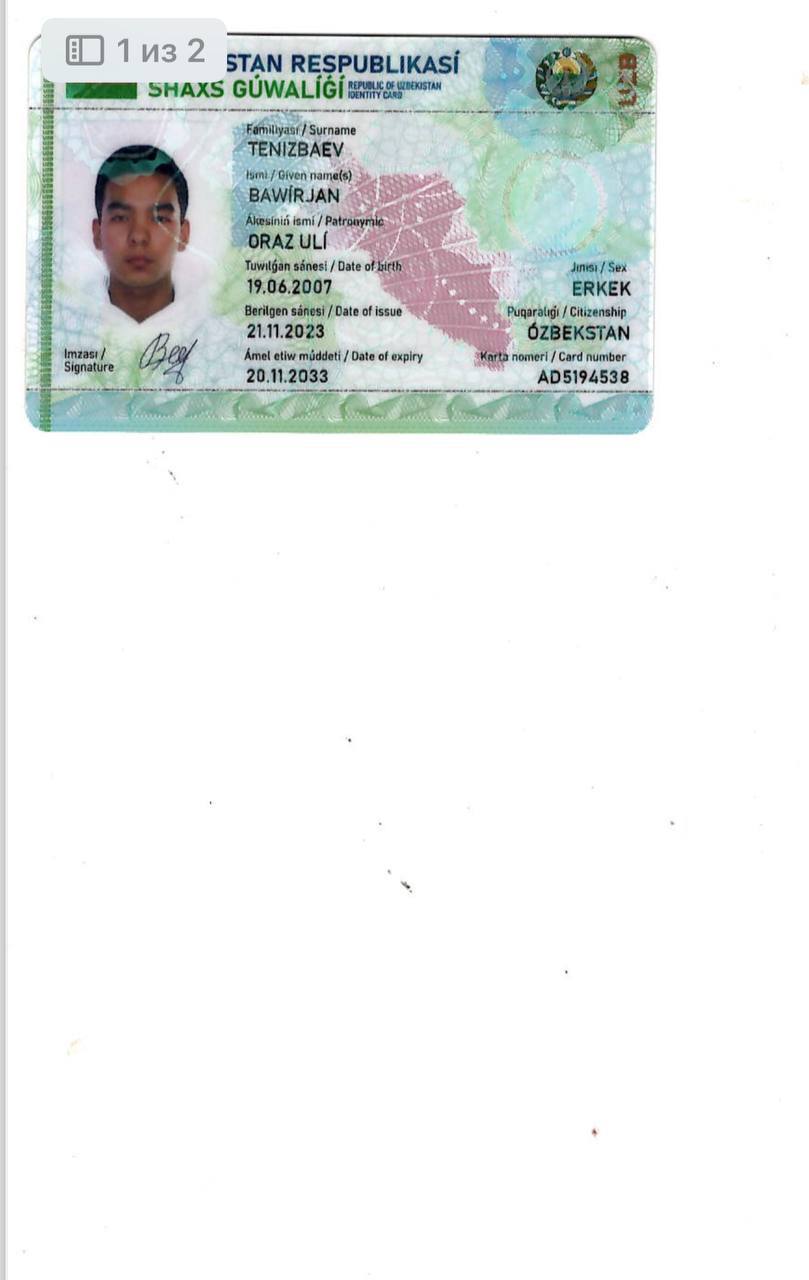 1 из 2
STAN RESPUBLIKASÍ
SHAXS GÚWALÍǴÍ REPUBLIC OF UZBEKISTAN
IDENTITY CARD
UZB
Familiyası / Surname
TENIZBAEV
Ismi / Given name(s)
BAWÍRJAN
Ákesiniń ismi / Patronymic
ORAZ ULÍ
Tuwılǵan sánesi / Date of birth
19.06.2007
Jınısı / Sex
ERKEK
Berilgen sánesi / Date of issue
21.11.2023
Puqaralıǵı / Citizenship
ÓZBEKSTAN
Ámel etiw múddeti / Date of expiry
20.11.2033
Karta nomeri / Card number
AD5194538
Imzası /
Signature